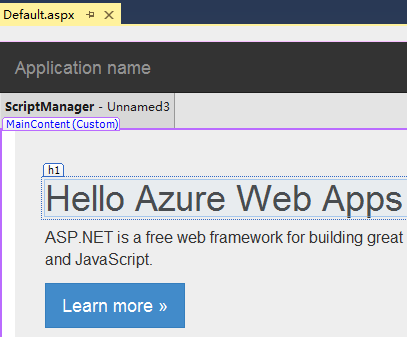 Default.aspx
Application name
ScriptManager - Unnamed3
MainContent (Custom)
h1
Hello Azure Web Apps
ASP.NET is a free web framework for building great
and JavaScript.
Learn more »